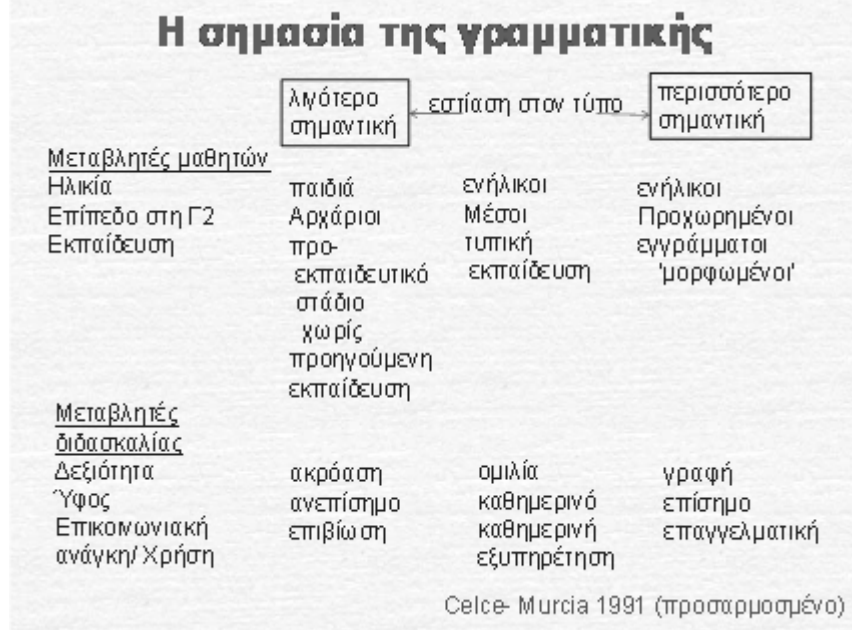 Η σημασία της γραμματικής
λιγότερο σημαντική
εστίαση στον τύπο
περισσότερο σημαντική
Μεταβλητές μαθητών
Ηλικία παιδιά ενήλικοι ενήλικοι
Επίπεδο στη Γ2 Αρχάριοι Μέσοι Προχωρημένοι
Εκπαίδευση προ- τυπική εγγράμματοι
εκπαιδευτικό εκπαίδευση 'μορφωμένοι'
στάδιο
χωρίς
προηγούμενη
εκπαίδευση
Μεταβλητές
διδασκαλίας
Δεξιότητα ακρόαση ομιλία γραφή
Ύφος ανεπίσημο καθημερινό επίσημο
Επικοινωνιακή επιβίωση καθημερινή επαγγελματική
ανάγκη/ Χρήση εξυπηρέτηση
Celce- Murcia 1991 (προσαρμοσμένο)